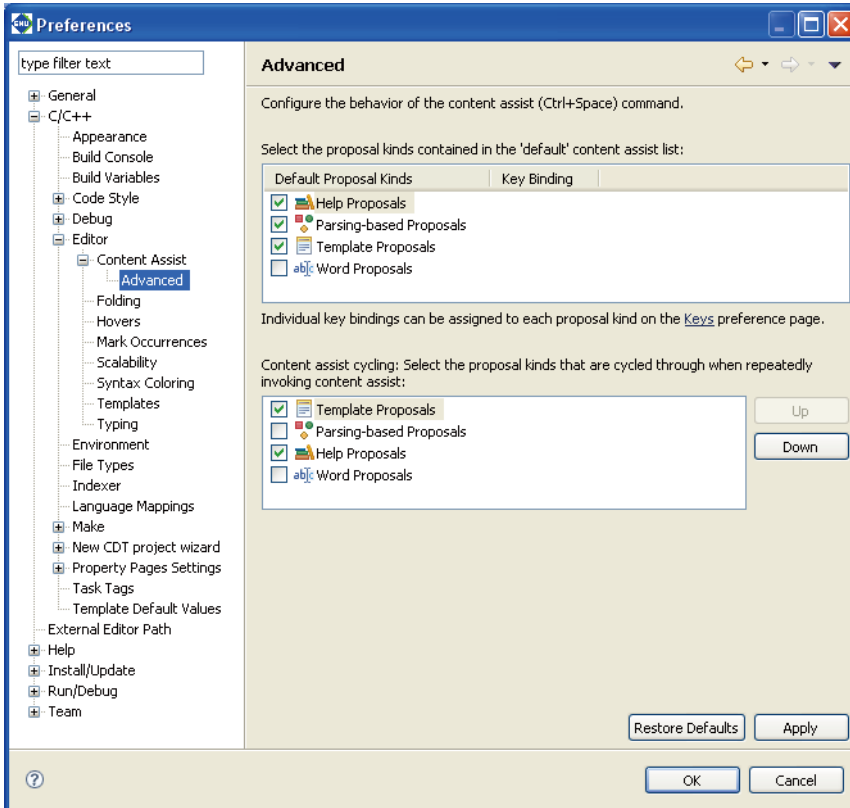 Preferences
type filter text
General
C/C++
Appearance
Build Console
Build Variables
Code Style
Debug
Editor
Content Assist
Advanced
Folding
Hovers
Mark Occurrences
Scalability
Syntax Coloring
Templates
Typing
Environment
File Types
Indexer
Language Mappings
Make
New CDT project wizard
Property Pages Settings
Task Tags
Template Default Values
External Editor Path
Help
Install/Update
Run/Debug
Team
Advanced
Configure the behavior of the content assist (Ctrl+Space) command.
Select the proposal kinds contained in the 'default' content assist list:
Default Proposal Kinds Key Binding
Help Proposals
Parsing-based Proposals
Template Proposals
Word Proposals
Individual key bindings can be assigned to each proposal kind on the Keys preference page.
Content assist cycling: Select the proposal kinds that are cycled through when repeatedly
invoking content assist:
Template Proposals
Parsing-based Proposals
Help Proposals
Word Proposals
Up
Down
Restore Defaults Apply
OK Cancel